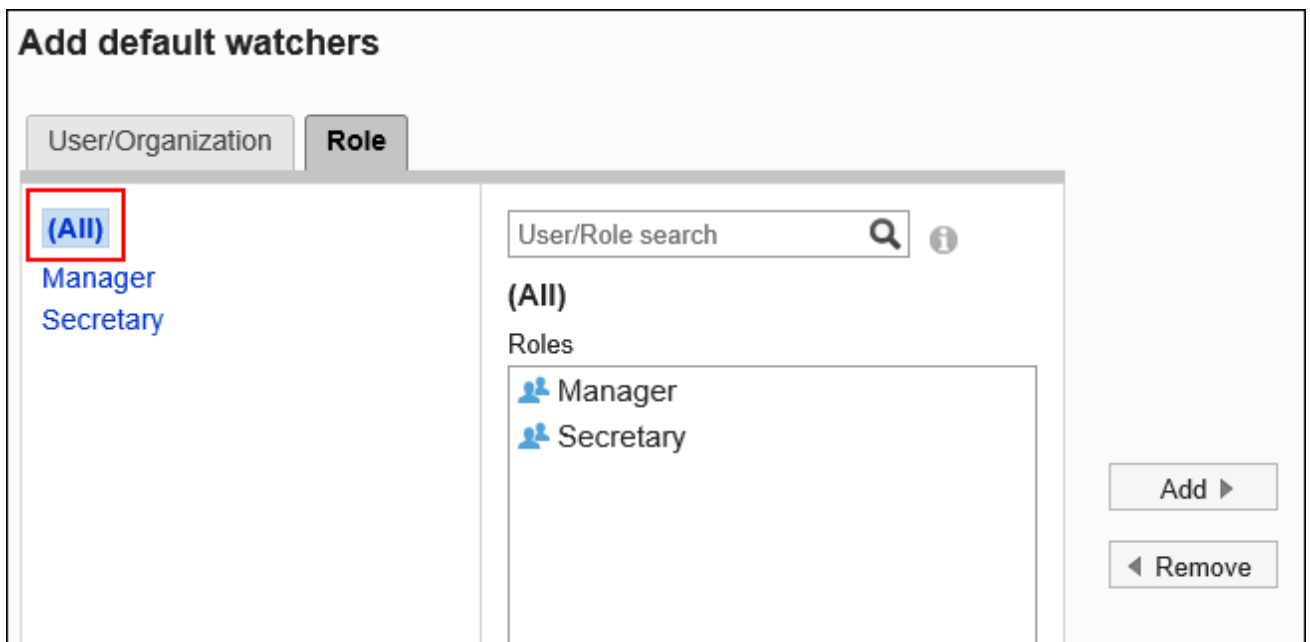 Add default watchers
User/Organization
Role
(All)
Manager
Secretary
User/Role search
(All)
Roles
Manager
Secretary
Add
Remove